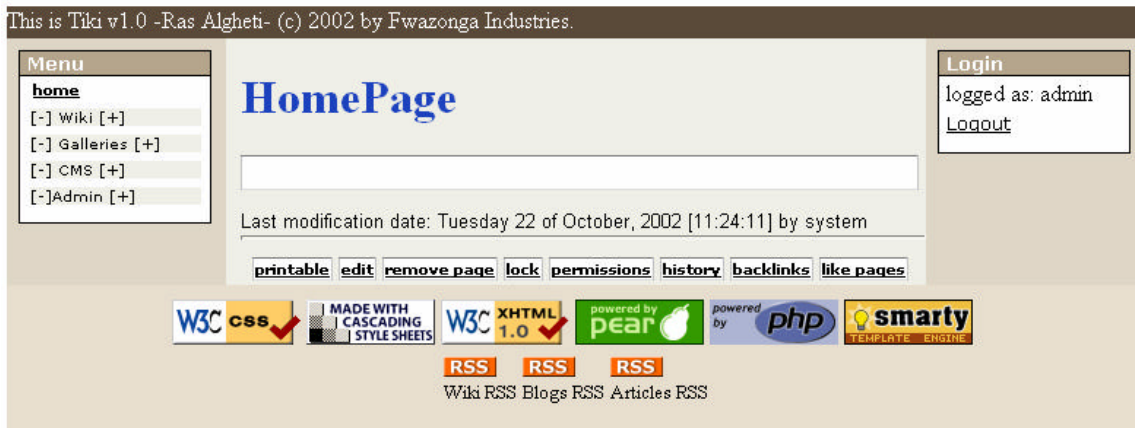 This is Tiki v1.0 -Ras Algheti- (c) 2002 by Fwazonga Industries.
Menu
home
[-] Wiki [+]
[-] Galleries [+]
[-] CMS [+]
[-]Admin [+]
HomePage
Last modification date: Tuesday 22 of October, 2002 [11:24:11] by system
printable edit remove page lock permissions history backlinks like pages
Login
logged as: admin
Logout
W3C css
MADE WITH
CASCADING
STYLE SHEETS
W3C XHTML
1.0
powered by
pear
powered
by php
smarty
TEMPLATE ENGINE
RSS RSS RSS
Wiki RSS Blogs RSS Articles RSS